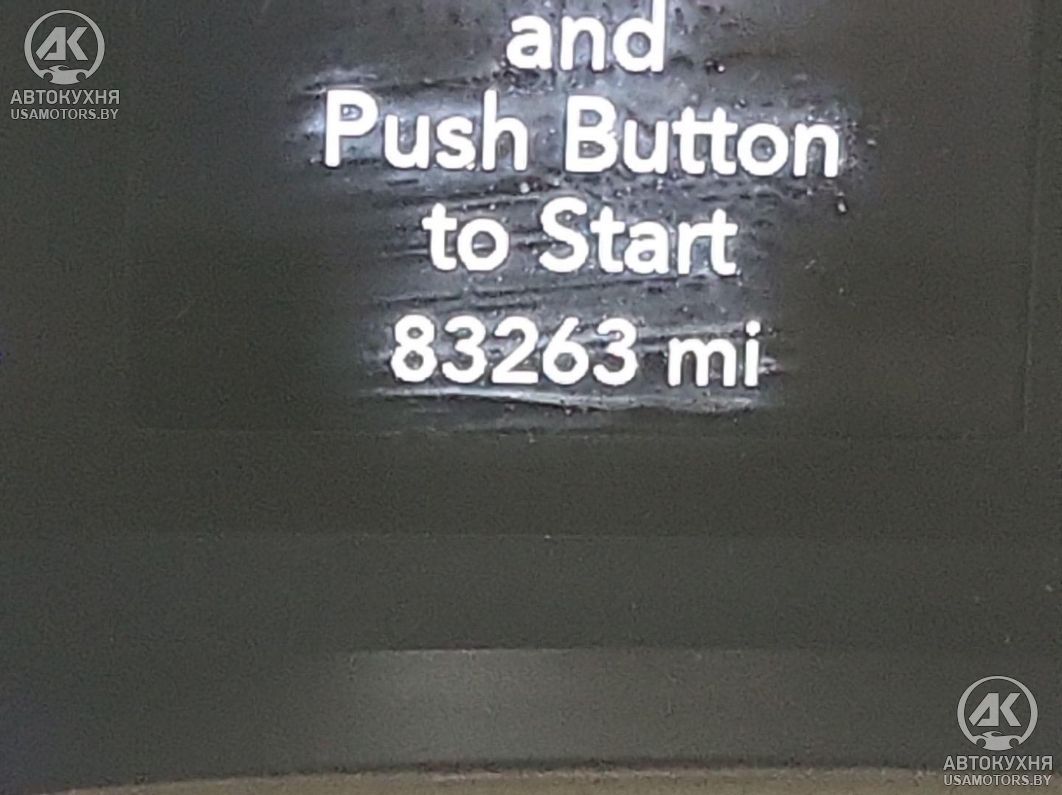 AK
АВТОКУХНЯ
USAMOTORS.BY
and
Push Button
to Start
83263 mi
AK
АВТОКУХНЯ
USAMOTORS.BY